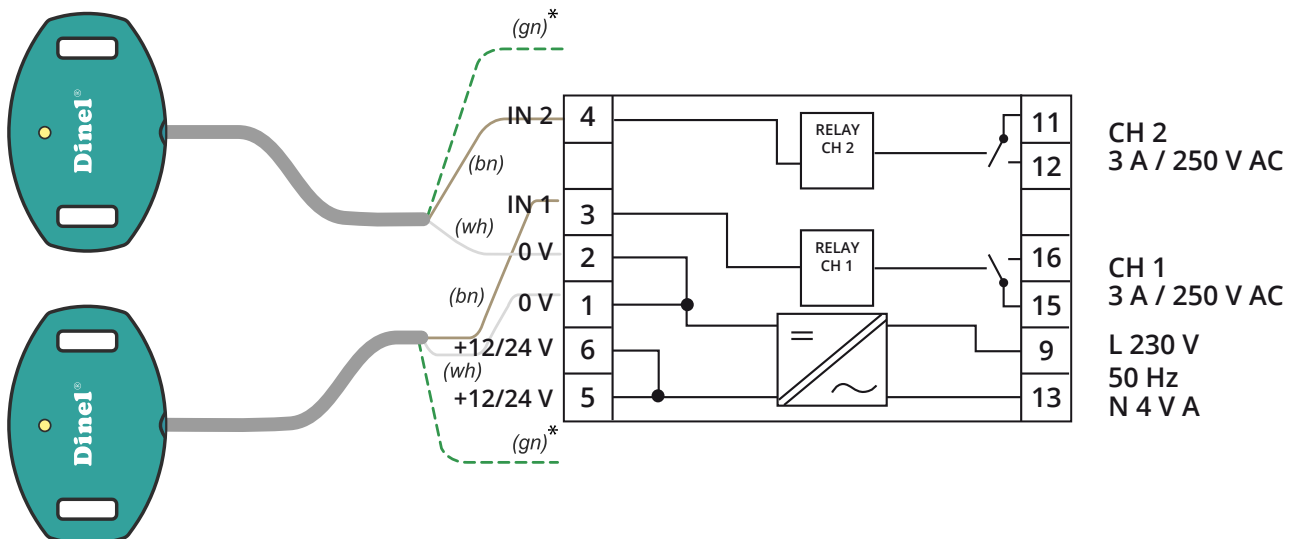 Dinel®
(gn)*
IN 2
(bn)
IN 1
(wh)
0 V
(bn)
0 V
+12/24 V
(wh)
+12/24 V
(gn)*
Dinel®
4
3
2
1
6
5
RELAY
CH 2
RELAY
CH 1
11
12
16
15
9
13
CH 2
3 A / 250 V AC
CH 1
3 A / 250 V AC
L 230 V
50 Hz
N 4 V A